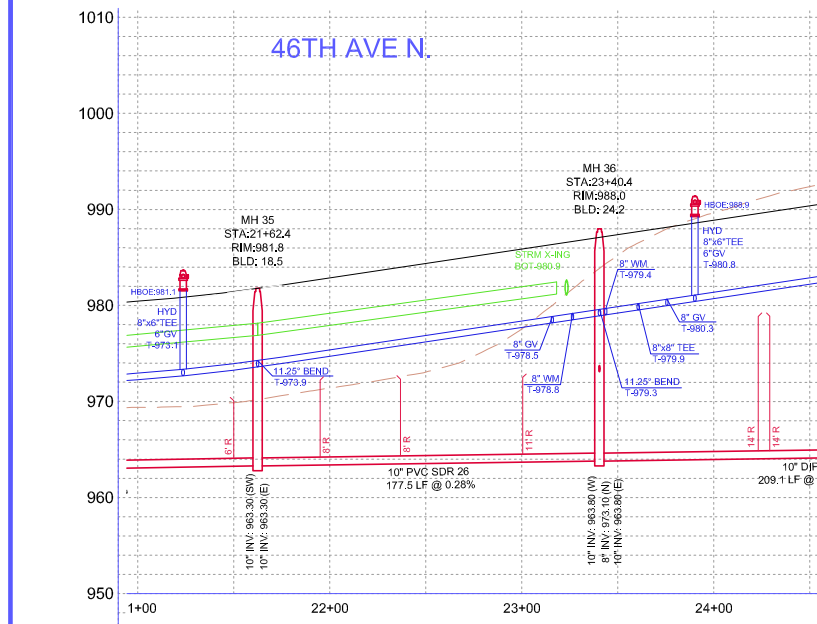 1010
46TH AVE N.
1000
990
980
970
960
950
MH 35
STA:21+62.4
RIM:981.8
BLD: 18.5
MH 36
STA:23+40.4
RIM:988.0
BLD: 24.2
HBOE:981.1
HYD
8"x6"TEE
6"GV
T-973.1
STRM X-ING
BOT-980.9
8" WM
T-979.4
HBOE:988.9
HYD
8"x6"TEE
6"GV
T-980.8
11.25° BEND
T-973.9
8" GV
T-978.5
8" WM
T-978.8
11.25° BEND
T-979.3
8"x8" TEE
T-979.9
8" GV
T-980.3
6' R
8' R
8' R
11' R
14' R
14' R
10" PVC SDR 26
177.5 LF @ 0.28%
10" DIF
209.1 LF @
10" INV: 963.30 (SW)
10" INV: 963.30 (E)
10" INV: 963.80 (W)
8" INV: 973.10 (N)
10" INV: 963.80 (E)
1+00
22+00
23+00
24+00